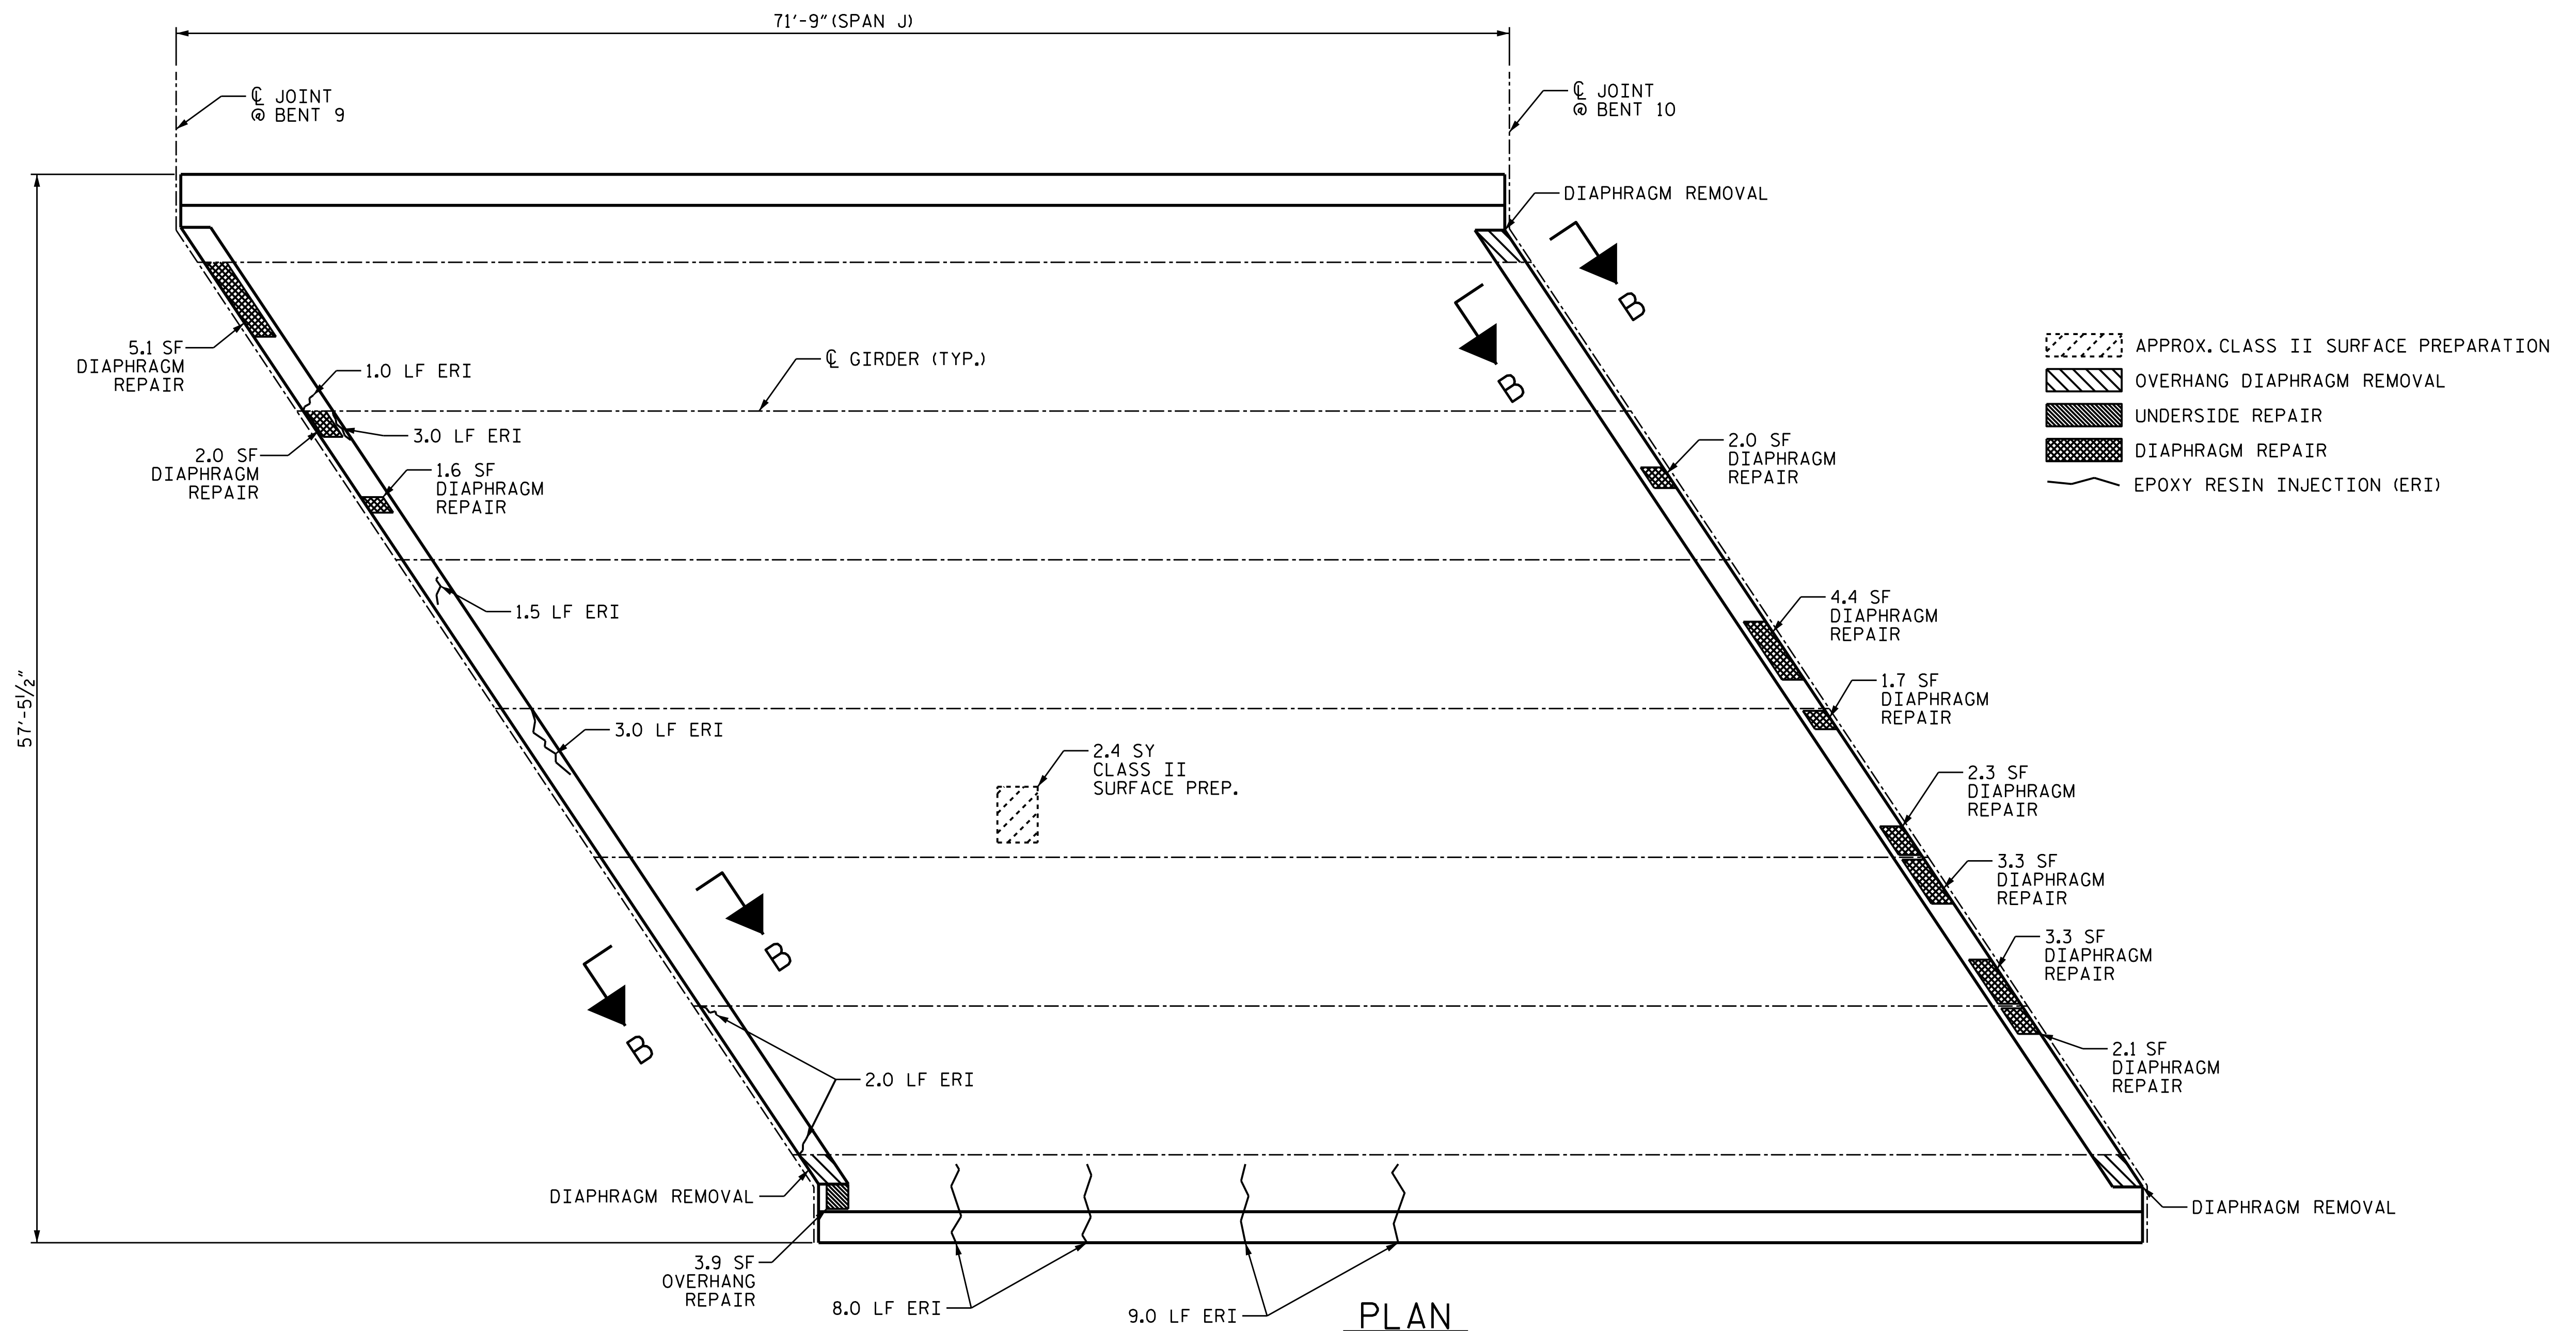 71'-9" (SPAN J)
℄ JOINT
@ BENT 9
℄ JOINT
@ BENT 10
DIAPHRAGM REMOVAL
B
B
5.1 SF
DIAPHRAGM
REPAIR
1.0 LF ERI
℄ GIRDER (TYP.)
3.0 LF ERI
2.0 SF
DIAPHRAGM
REPAIR
1.6 SF
DIAPHRAGM
REPAIR
2.0 SF
DIAPHRAGM
REPAIR
APPROX. CLASS II SURFACE PREPARATION
OVERHANG DIAPHRAGM REMOVAL
UNDERSIDE REPAIR
DIAPHRAGM REPAIR
EPOXY RESIN INJECTION (ERI)
1.5 LF ERI
4.4 SF
DIAPHRAGM
REPAIR
57'-5½"
3.0 LF ERI
1.7 SF
DIAPHRAGM
REPAIR
2.4 SY
CLASS II
SURFACE PREP.
2.3 SF
DIAPHRAGM
REPAIR
3.3 SF
DIAPHRAGM
REPAIR
B
B
3.3 SF
DIAPHRAGM
REPAIR
2.1 SF
DIAPHRAGM
REPAIR
2.0 LF ERI
DIAPHRAGM REMOVAL
DIAPHRAGM REMOVAL
3.9 SF
OVERHANG
REPAIR
8.0 LF ERI
9.0 LF ERI
PLAN